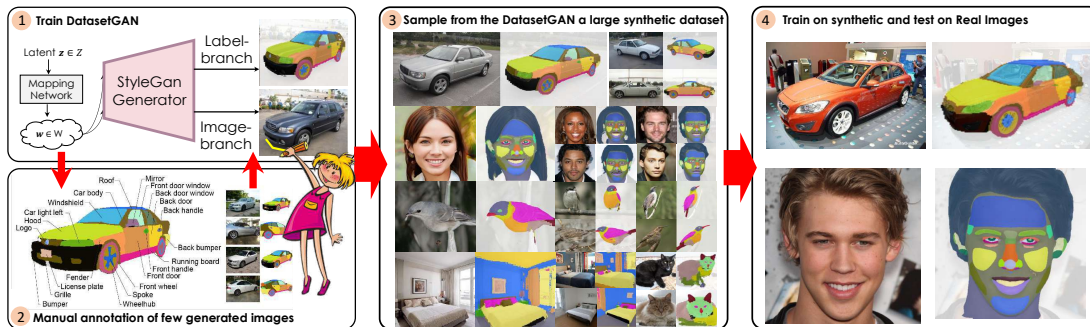 1 Train DatasetGAN
Latent z ∈ Z
Mapping
Network
w ∈ W
StyleGan
Generator
Label-
branch
Image-
branch
Roof
Mirror
Front door window
Back door window
Back door
Back handle
Car body
Windshield
Car light left
Hood
Logo
Back bumper
Running board
Front handle
Front door
Fender
Front wheel
License plate
Spoke
Grille
Wheelhub
Bumper
2 Manual annotation of few generated images
3 Sample from the DatasetGAN a large synthetic dataset
4 Train on synthetic and test on Real Images